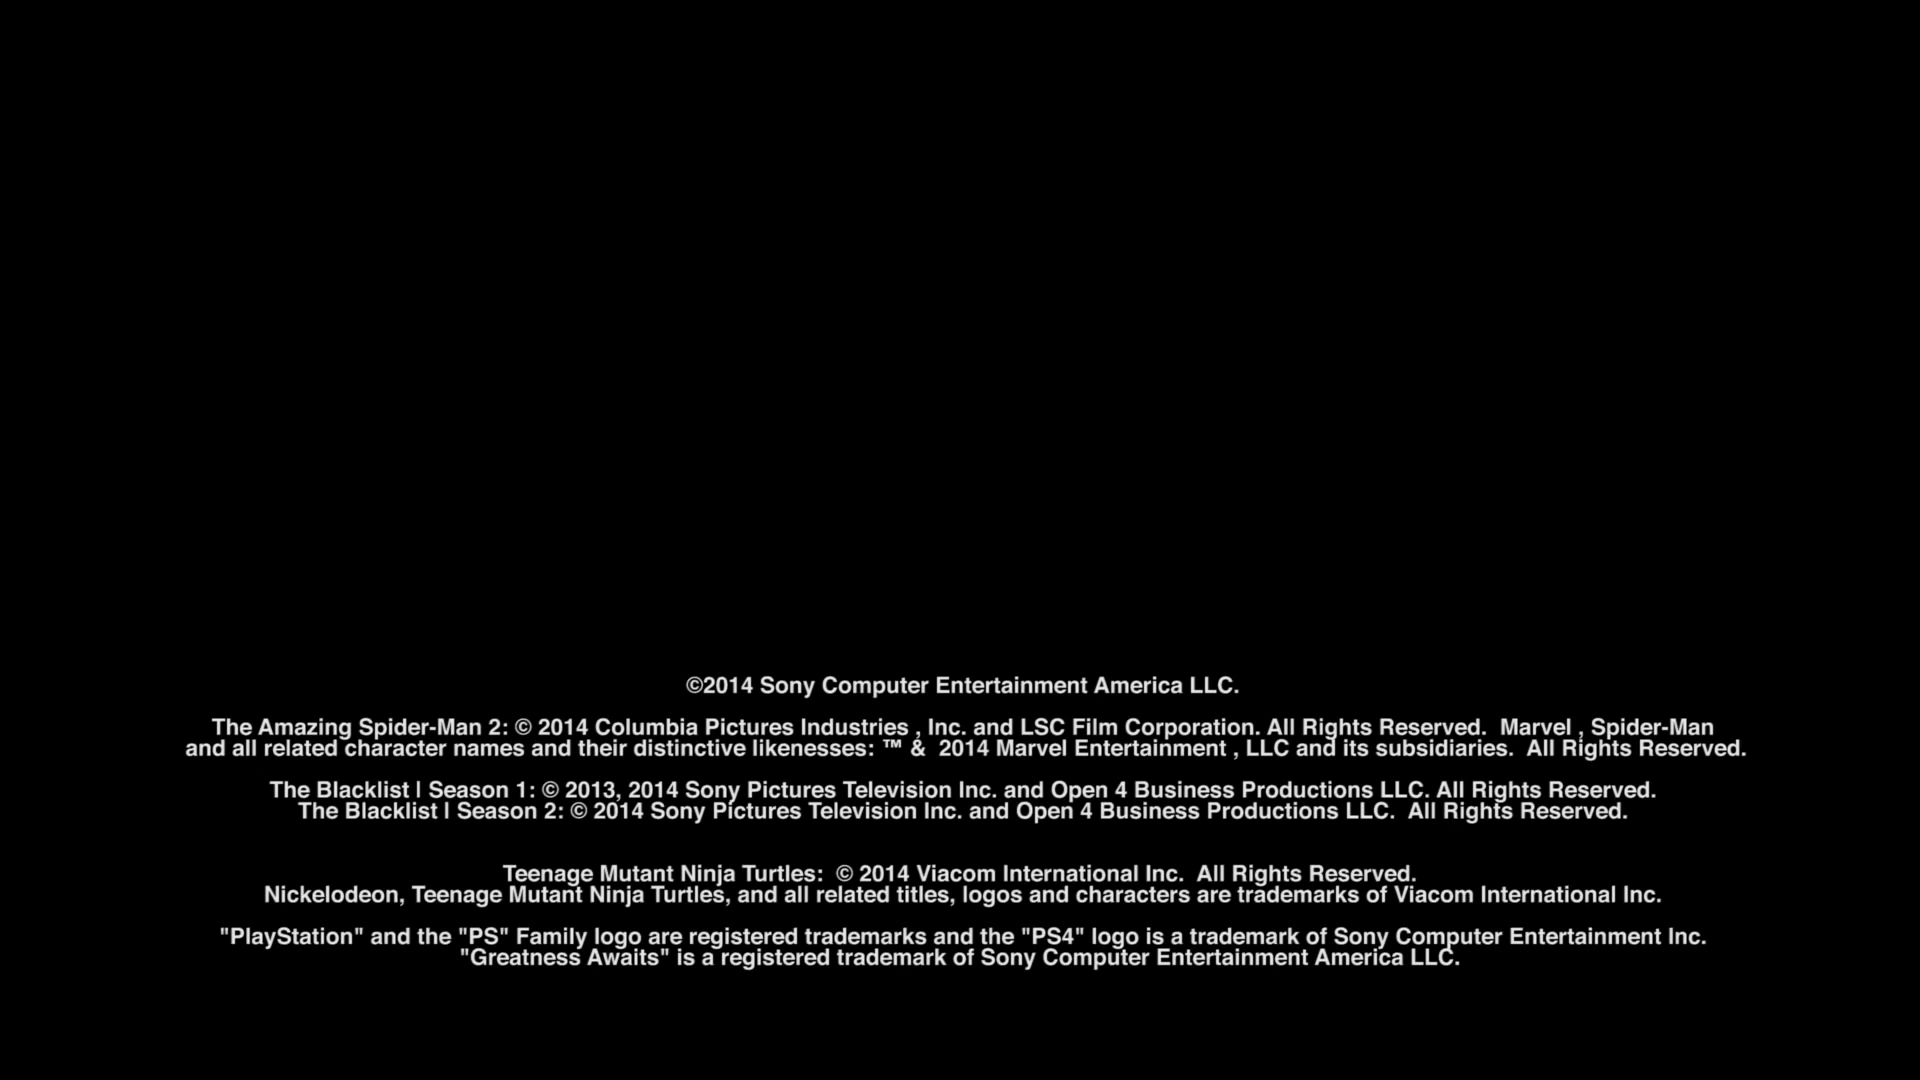 ©2014 Sony Computer Entertainment America LLC.
The Amazing Spider-Man 2: © 2014 Columbia Pictures Industries , Inc. and LSC Film Corporation. All Rights Reserved.  Marvel , Spider-Man
and all related character names and their distinctive likenesses: ™ &  2014 Marvel Entertainment , LLC and its subsidiaries.  All Rights Reserved.
The Blacklist | Season 1: © 2013, 2014 Sony Pictures Television Inc. and Open 4 Business Productions LLC. All Rights Reserved.
The Blacklist | Season 2: © 2014 Sony Pictures Television Inc. and Open 4 Business Productions LLC.  All Rights Reserved.
Teenage Mutant Ninja Turtles:  © 2014 Viacom International Inc.  All Rights Reserved.
Nickelodeon, Teenage Mutant Ninja Turtles, and all related titles, logos and characters are trademarks of Viacom International Inc.
"PlayStation" and the "PS" Family logo are registered trademarks and the "PS4" logo is a trademark of Sony Computer Entertainment Inc.
"Greatness Awaits" is a registered trademark of Sony Computer Entertainment America LLC.